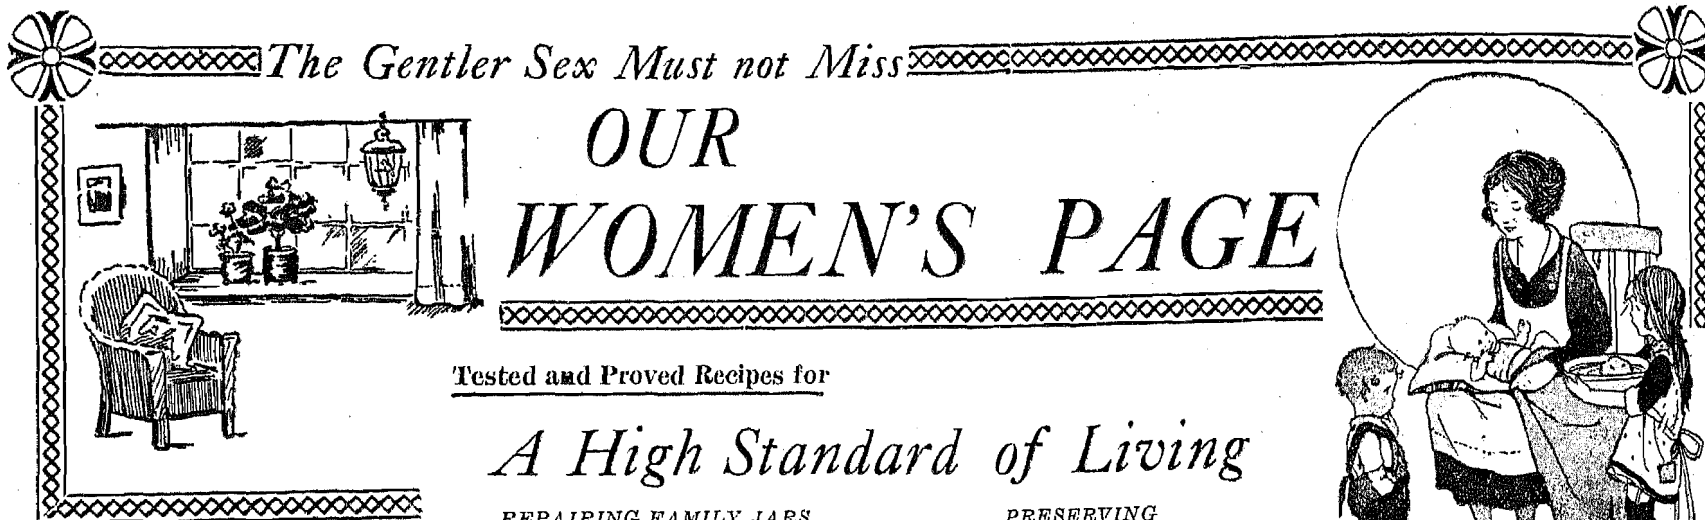 The Gentler Sex Must not Miss
OUR
WOMEN'S PAGE
Tested and Proved Recipes for
A High Standard of Living
REPAIRING FAMILY JARS
PRESERVING